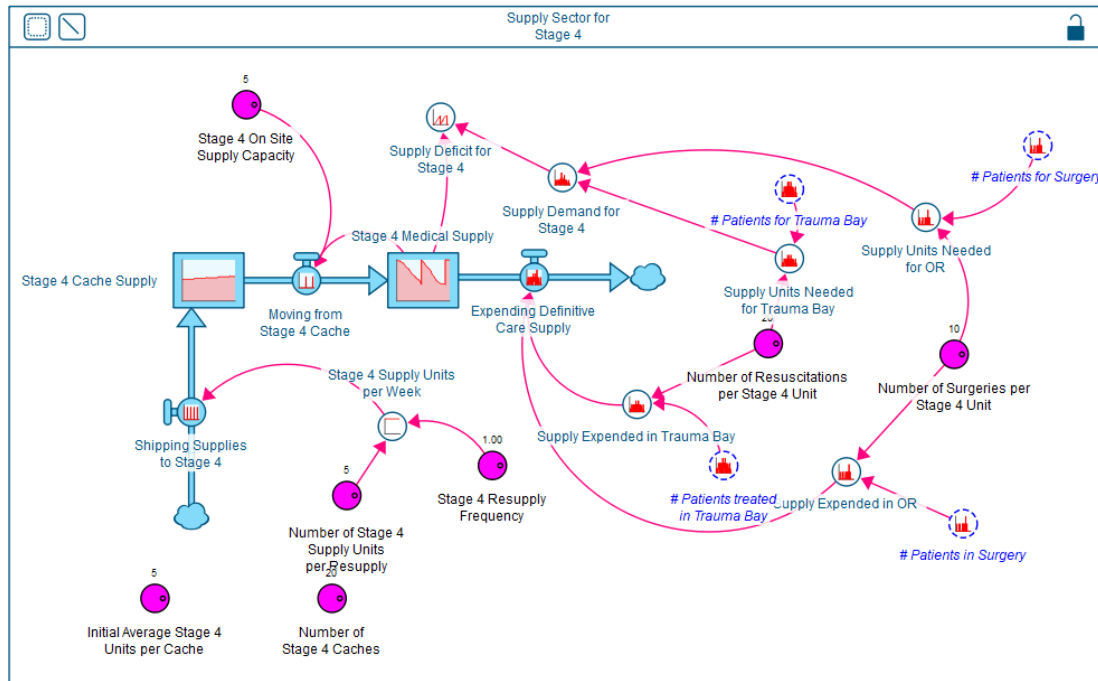 Supply Sector for
Stage 4
5
Stage 4 On Site
Supply Capacity
Supply Deficit for
Stage 4
Supply Demand for
Stage 4
# Patients for Surgery
# Patients for Trauma Bay
Supply Units Needed
for OR
Stage 4 Medical Supply
Stage 4 Cache Supply
Moving from
Stage 4 Cache
Expending Definitive
Care Supply
Supply Units Needed
for Trauma Bay
20
Number of Resuscitations
per Stage 4 Unit
10
Number of Surgeries per
Stage 4 Unit
Stage 4 Supply Units
per Week
Shipping Supplies
to Stage 4
Supply Expended in Trauma Bay
1.00
Stage 4 Resupply
Frequency
5
Number of Stage 4
Supply Units
per Resupply
# Patients treated
in Trauma Bay
Supply Expended in OR
# Patients in Surgery
5
Initial Average Stage 4
Units per Cache
20
Number of
Stage 4 Caches